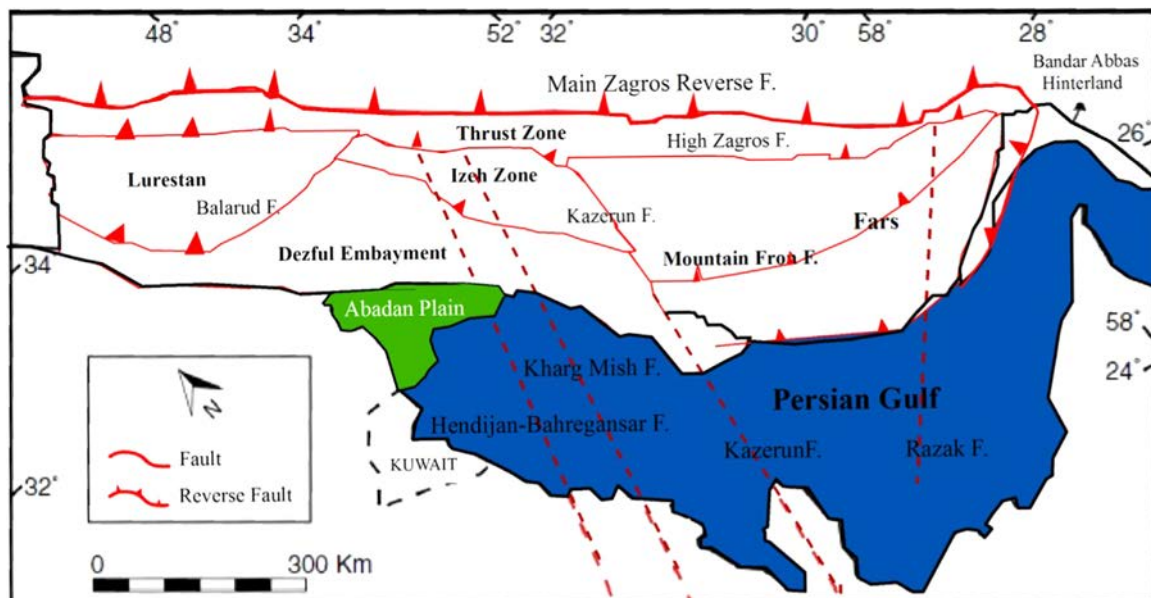 48° 34° 52° 32° 30° 58° 28°
Bandar Abbas
Hinterland
Main Zagros Reverse F.
26°
Thrust Zone
High Zagros F.
Lurestan
Izeh Zone
Balarud F.
Kazerun F.
Fars
Dezful Embayment
Mountain Fron F.
34°
Abadan Plain
58°
24°
Kharg Mish F.
Persian Gulf
Hendijan-Bahregansar F.
KazerunF.
Razak F.
KUWAIT
N
Fault
Reverse Fault
32°
0 300 Km